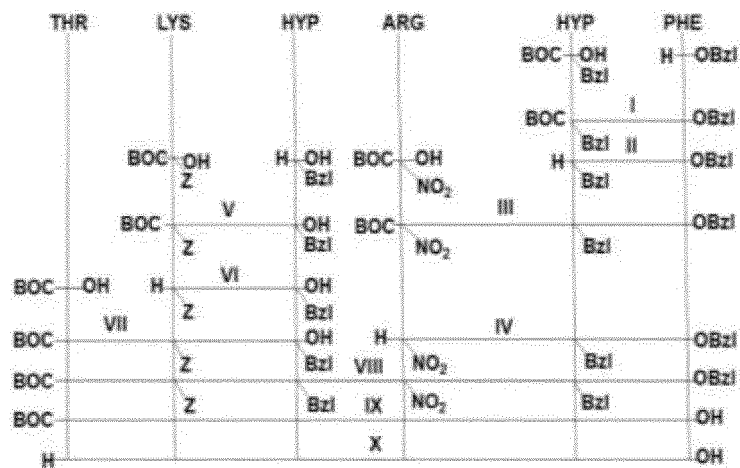 THR LYS HYP ARG HYP PHE
BOC OH H OBzl
Bzl
I
BOC OBzl
Bzl II
BOC OH H OH BOC OH H OBzl
Z Bzl NO2 Bzl
V III
BOC OH BOC OBzl
Z Bzl NO2 Bzl
VI
BOC OH H OH
Z Bzl
VII IV
BOC OH H OBzl
Z Bzl VIII NO2 Bzl
BOC OBzl
Z Bzl IX NO2 Bzl
BOC OH
X
H OH